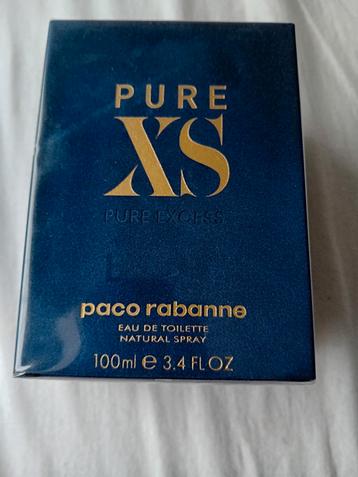 PURE
XS
PURE EXCESS
paco rabanne
EAU DE TOILETTE
NATURAL SPRAY
100ml e 3.4 FL OZ